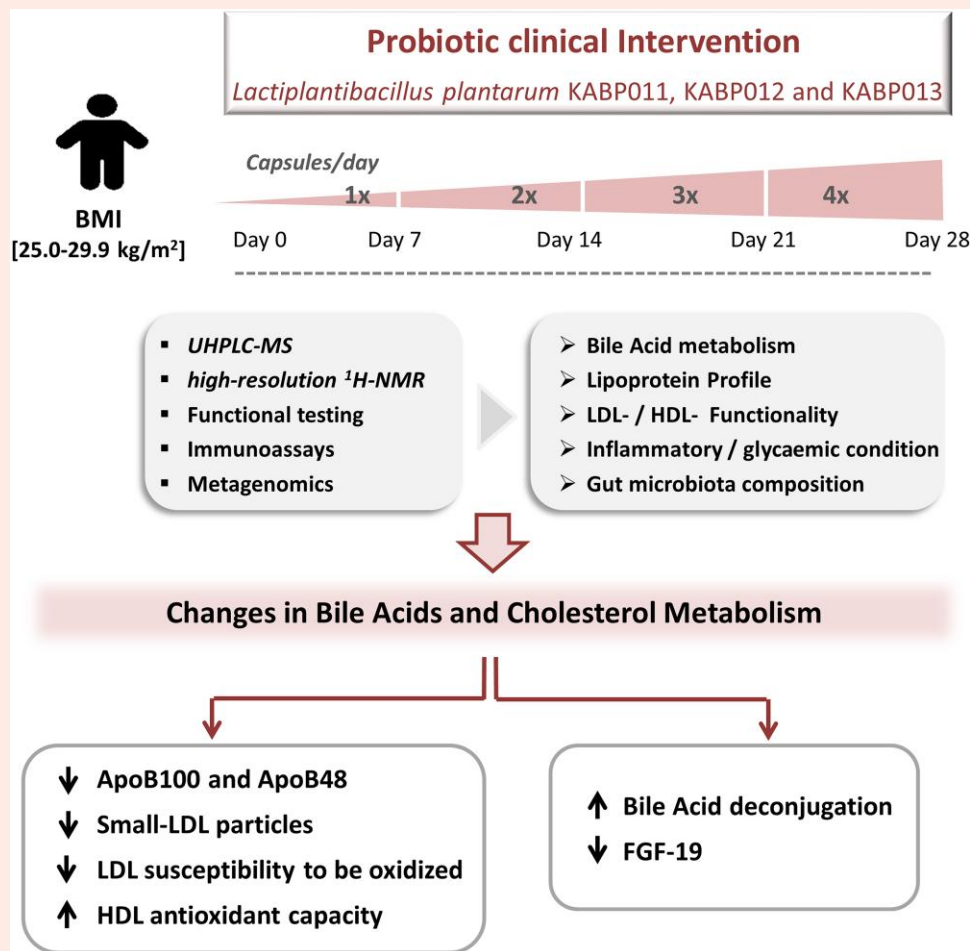 Probiotic clinical Intervention
Lactiplantibacillus plantarum KABP011, KABP012 and KABP013
BMI
[25.0-29.9 kg/m²]
Capsules/day
1x 2x 3x 4x
Day 0 Day 7 Day 14 Day 21 Day 28
▪ UHPLC-MS
▪ high-resolution ¹H-NMR
▪ Functional testing
▪ Immunoassays
▪ Metagenomics
➢ Bile Acid metabolism
➢ Lipoprotein Profile
➢ LDL- / HDL- Functionality
➢ Inflammatory / glycaemic condition
➢ Gut microbiota composition
Changes in Bile Acids and Cholesterol Metabolism
↓ ApoB100 and ApoB48
↓ Small-LDL particles
↓ LDL susceptibility to be oxidized
↑ HDL antioxidant capacity
↑ Bile Acid deconjugation
↓ FGF-19